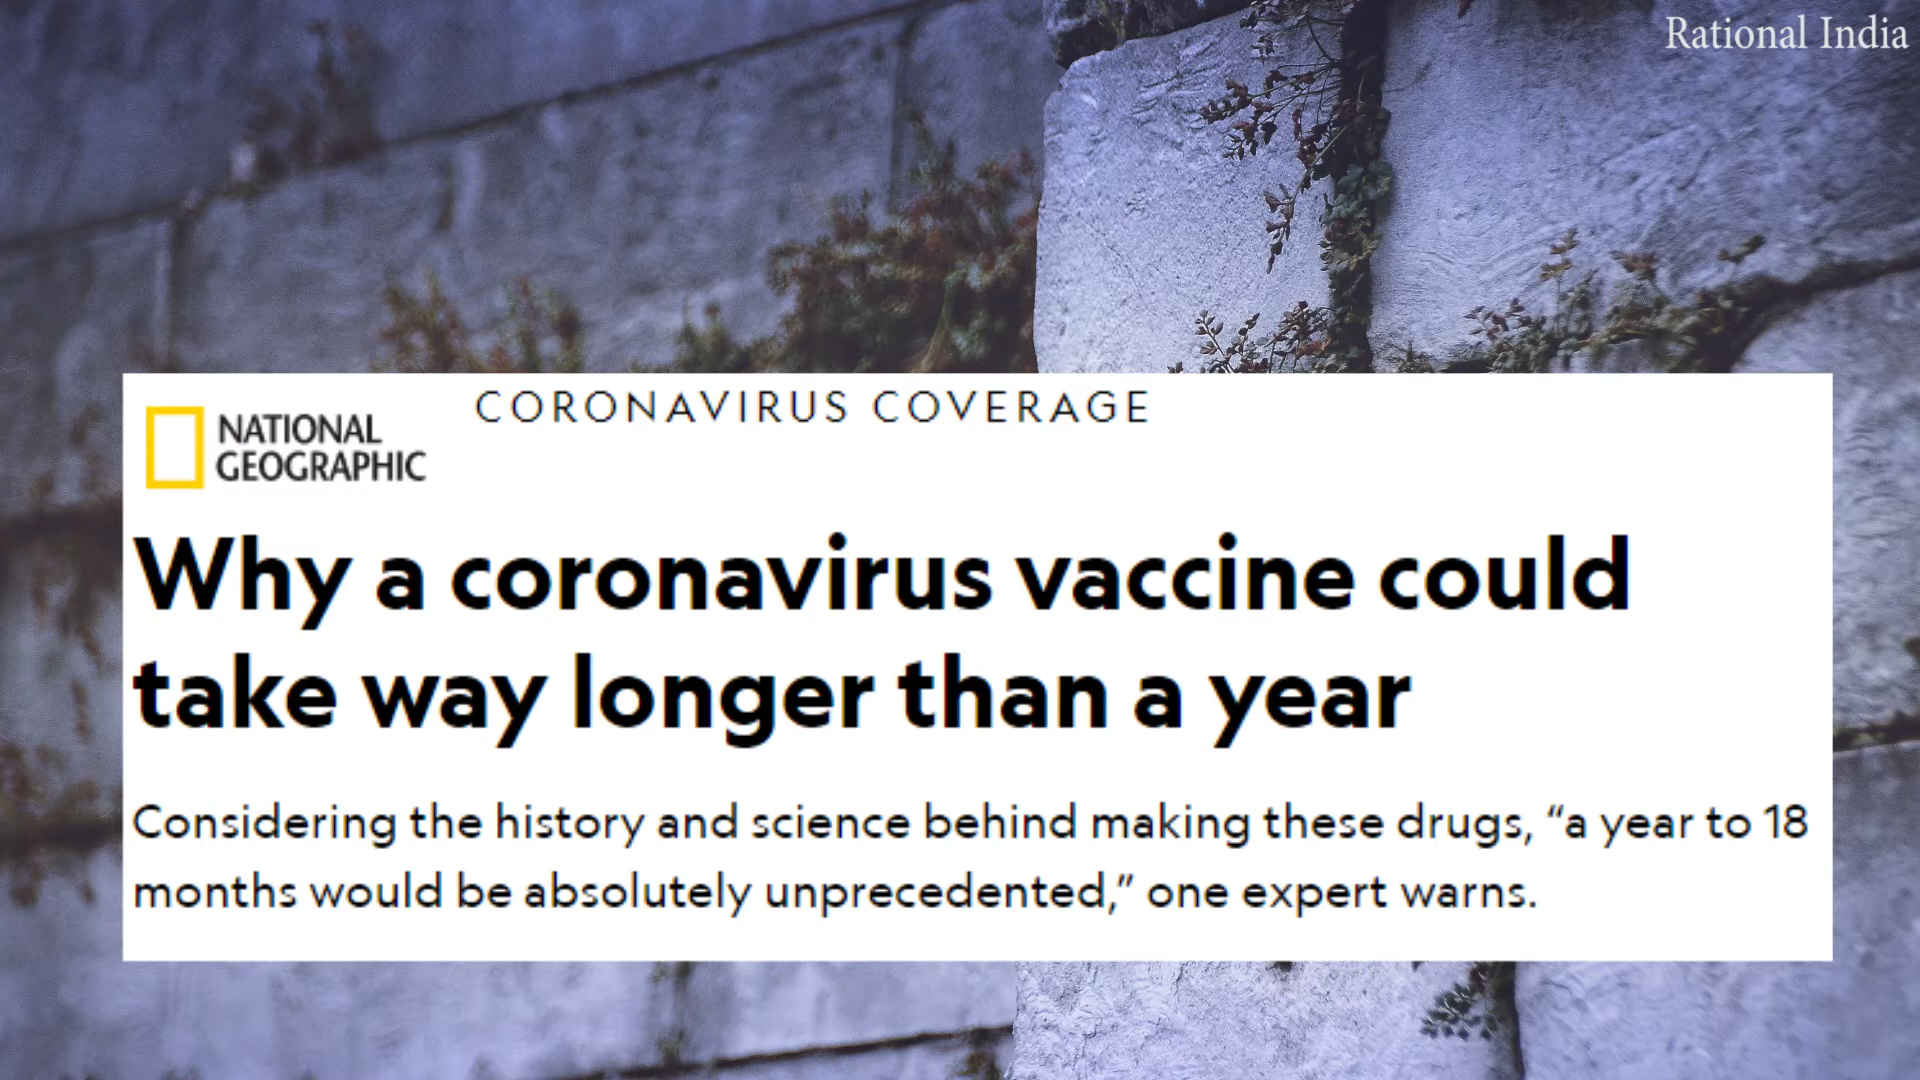 Rational India
CORONAVIRUS COVERAGE
NATIONAL
GEOGRAPHIC
Why a coronavirus vaccine could
take way longer than a year
Considering the history and science behind making these drugs, “a year to 18
months would be absolutely unprecedented,” one expert warns.